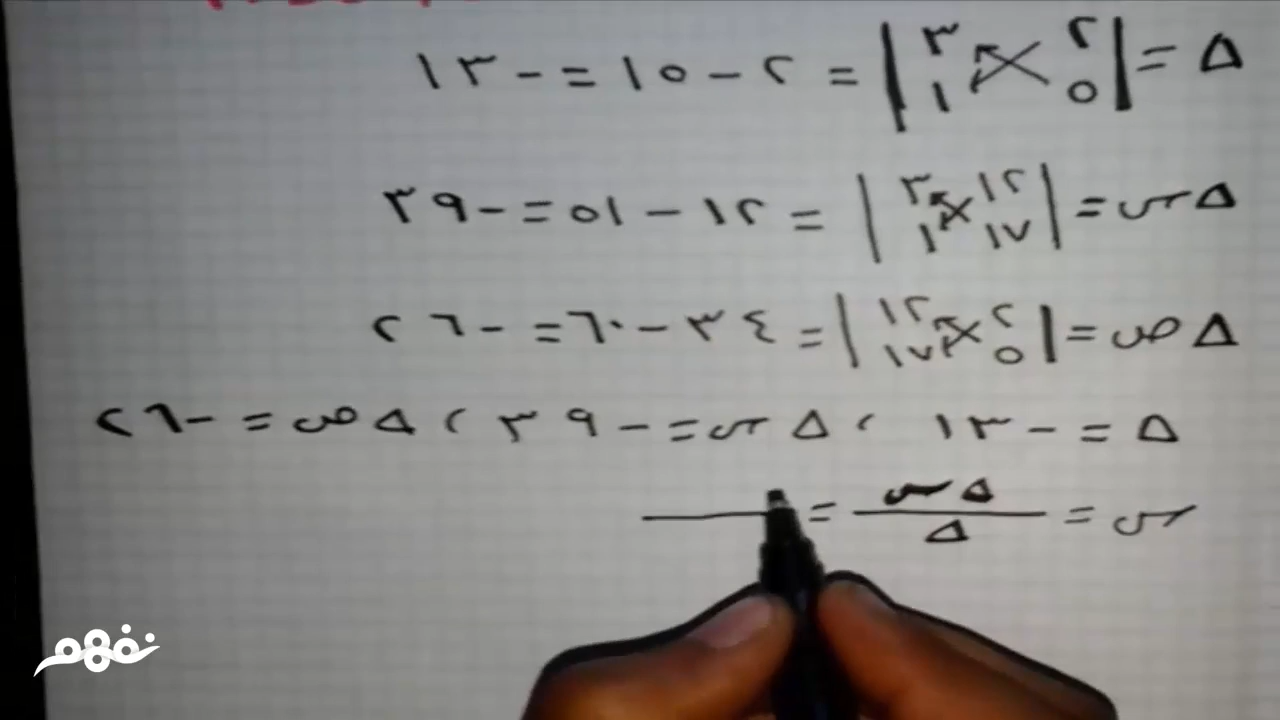 Δ = | ٢ ٣ | = ٢ − ١٥ = −١٣
٥ ١
Δس = | ١٢ ٣ | = ١٢ − ٥١ = −٣٩
١٧ ١
Δص = | ٢ ١٢ | = ٣٤ − ٦٠ = −٢٦
٥ ١٧
Δ = −١٣ ، Δس = −٣٩ ، Δص = −٢٦
س = Δس / Δ =
نفهم